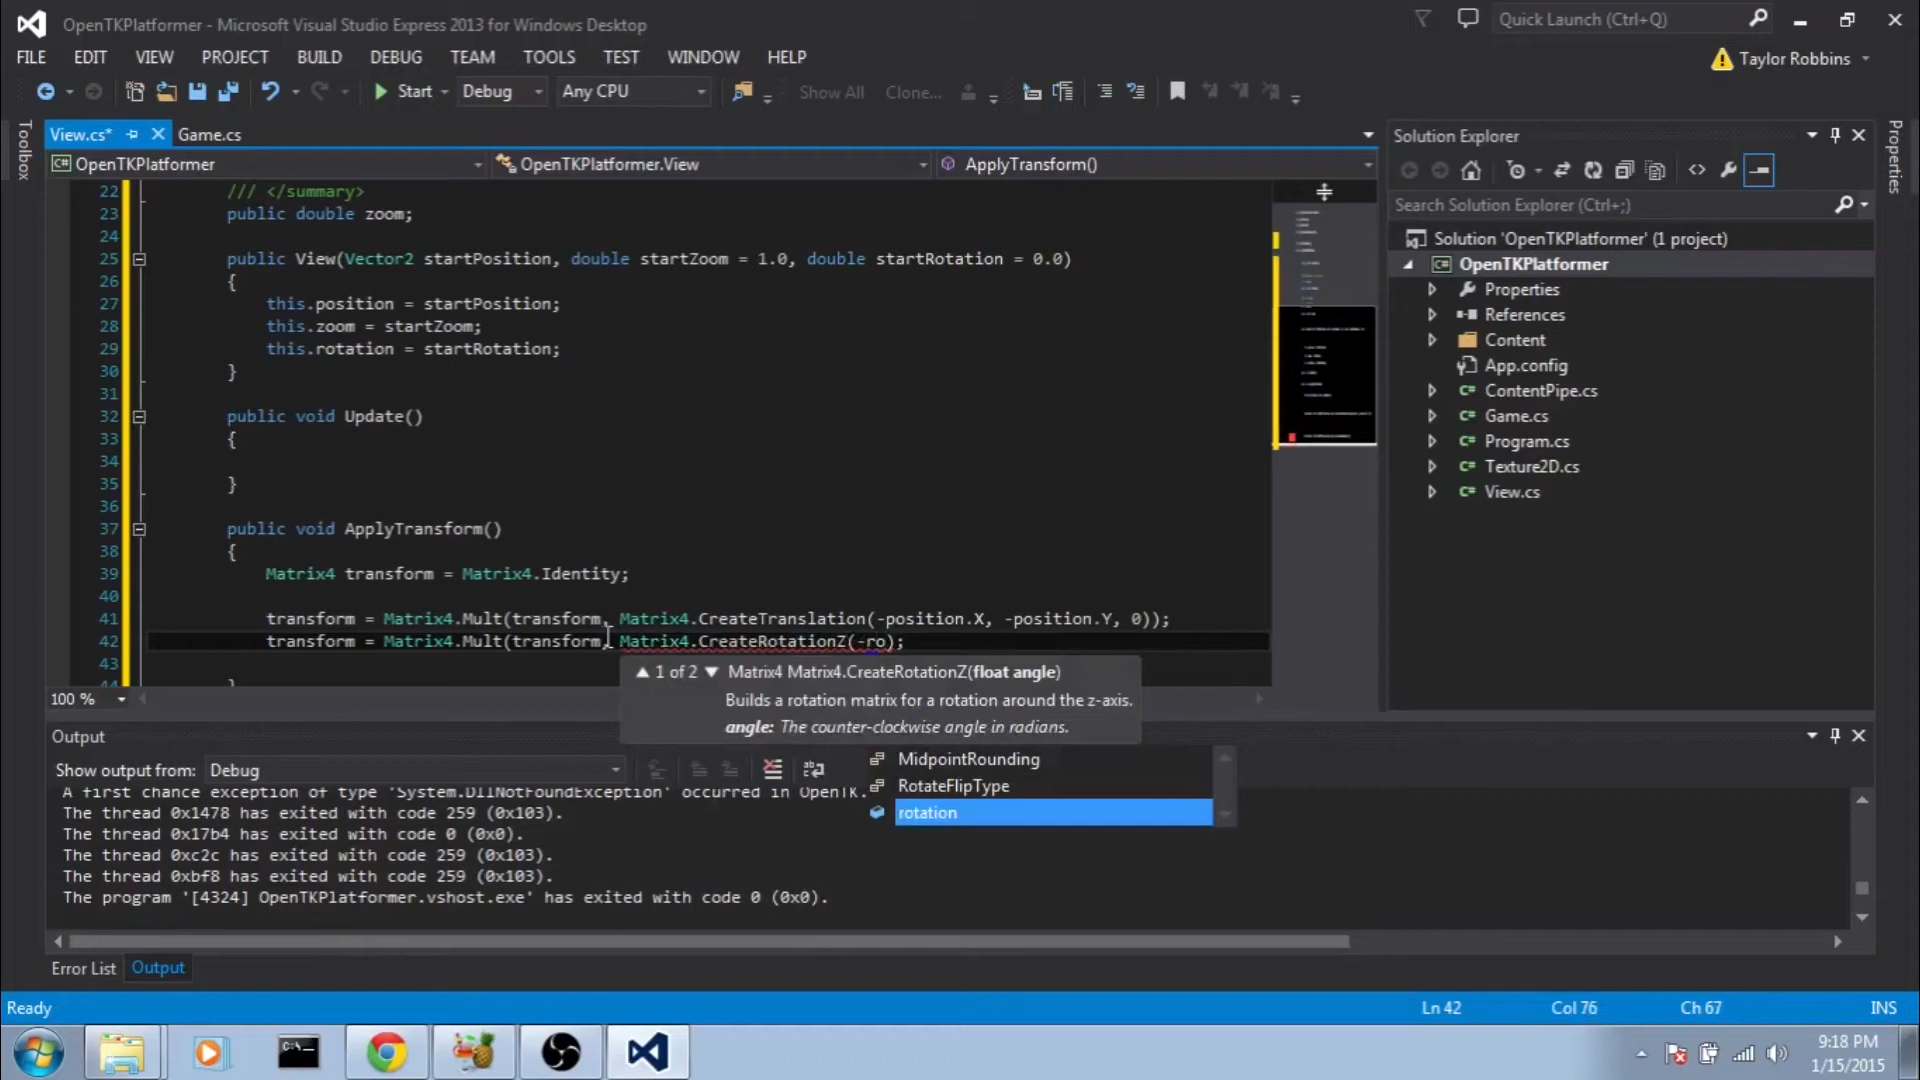 OpenTKPlatformer - Microsoft Visual Studio Express 2013 for Windows Desktop
Quick Launch (Ctrl+Q)
FILE EDIT VIEW PROJECT BUILD DEBUG TEAM TOOLS TEST WINDOW HELP
Taylor Robbins
Start Debug Any CPU Show All Clone...
Toolbox
View.cs* Game.cs
OpenTKPlatformer OpenTKPlatformer.View ApplyTransform()
22 /// </summary>
23 public double zoom;
24
25 public View(Vector2 startPosition, double startZoom = 1.0, double startRotation = 0.0)
26 {
27 this.position = startPosition;
28 this.zoom = startZoom;
29 this.rotation = startRotation;
30 }
31
32 public void Update()
33 {
34
35 }
36
37 public void ApplyTransform()
38 {
39 Matrix4 transform = Matrix4.Identity;
40
41 transform = Matrix4.Mult(transform, Matrix4.CreateTranslation(-position.X, -position.Y, 0));
42 transform = Matrix4.Mult(transform, Matrix4.CreateRotationZ(-ro);
43
44 }
1 of 2 Matrix4 Matrix4.CreateRotationZ(float angle)
Builds a rotation matrix for a rotation around the z-axis.
angle: The counter-clockwise angle in radians.
MidpointRounding
RotateFlipType
rotation
100 %
Solution Explorer
Search Solution Explorer (Ctrl+;)
Solution 'OpenTKPlatformer' (1 project)
OpenTKPlatformer
Properties
References
Content
App.config
ContentPipe.cs
Game.cs
Program.cs
Texture2D.cs
View.cs
Properties
Output
Show output from: Debug
A first chance exception of type 'System.DllNotFoundException' occurred in OpenTK.
The thread 0x1478 has exited with code 259 (0x103).
The thread 0x17b4 has exited with code 0 (0x0).
The thread 0xc2c has exited with code 259 (0x103).
The thread 0xbf8 has exited with code 259 (0x103).
The program '[4324] OpenTKPlatformer.vshost.exe' has exited with code 0 (0x0).
Error List Output
Ready Ln 42 Col 76 Ch 67 INS
9:18 PM
1/15/2015